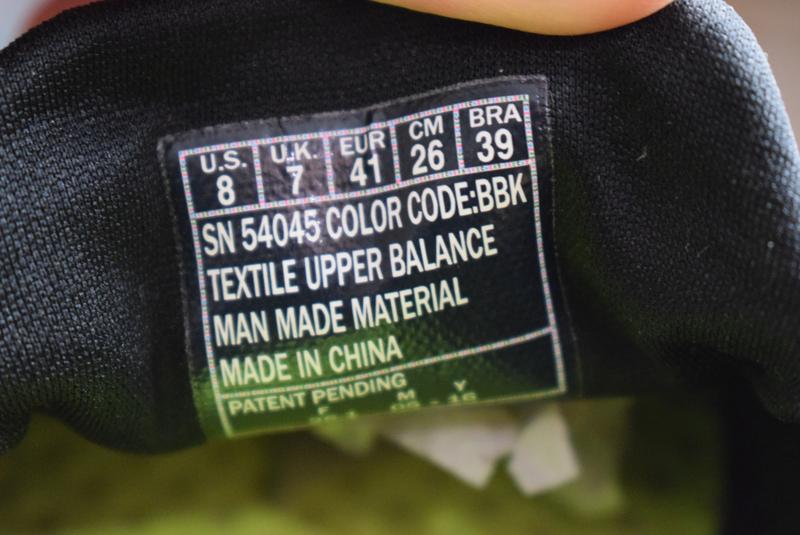 U.S. U.K. EUR CM BRA
8 7 41 26 39
SN 54045 COLOR CODE:BBK
TEXTILE UPPER BALANCE
MAN MADE MATERIAL
MADE IN CHINA
PATENT PENDING
F M Y